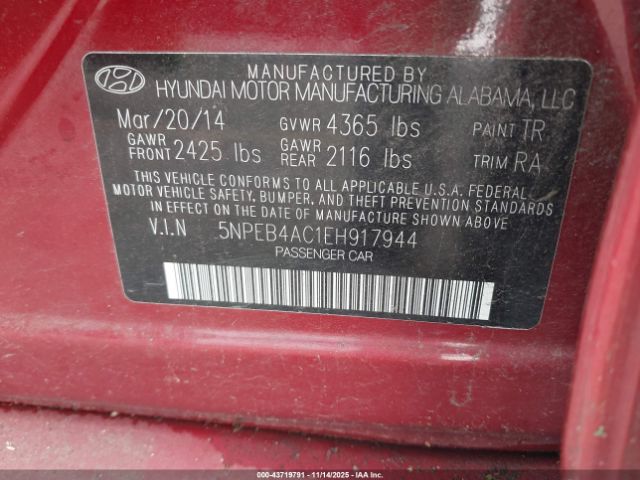 MANUFACTURED BY
HYUNDAI MOTOR MANUFACTURING ALABAMA, LLC
Mar/20/14 GVWR 4365 lbs PAINT TR
GAWR FRONT 2425 lbs GAWR REAR 2116 lbs TRIM RA
THIS VEHICLE CONFORMS TO ALL APPLICABLE U.S.A. FEDERAL
MOTOR VEHICLE SAFETY, BUMPER, AND THEFT PREVENTION STANDARDS
IN EFFECT ON THE DATE OF MANUFACTURE SHOWN ABOVE
V.I.N 5NPEB4AC1EH917944
PASSENGER CAR
000-43719791 - 11/14/2025 - IAAI.COM